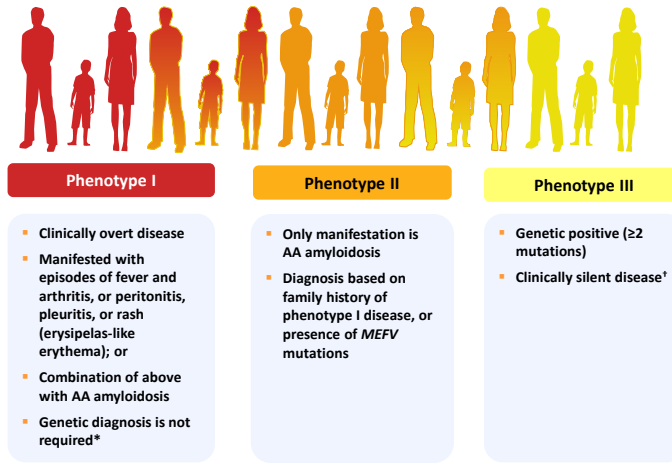 Phenotype I
Clinically overt disease
Manifested with
episodes of fever and
arthritis, or peritonitis,
pleuritis, or rash
(erysipelas-like
erythema); or
Combination of above
with AA amyloidosis
Genetic diagnosis is not
required*
Phenotype II
Only manifestation is
AA amyloidosis
Diagnosis based on
family history of
phenotype I disease, or
presence of MEFV
mutations
Phenotype III
Genetic positive (≥2
mutations)
Clinically silent disease†